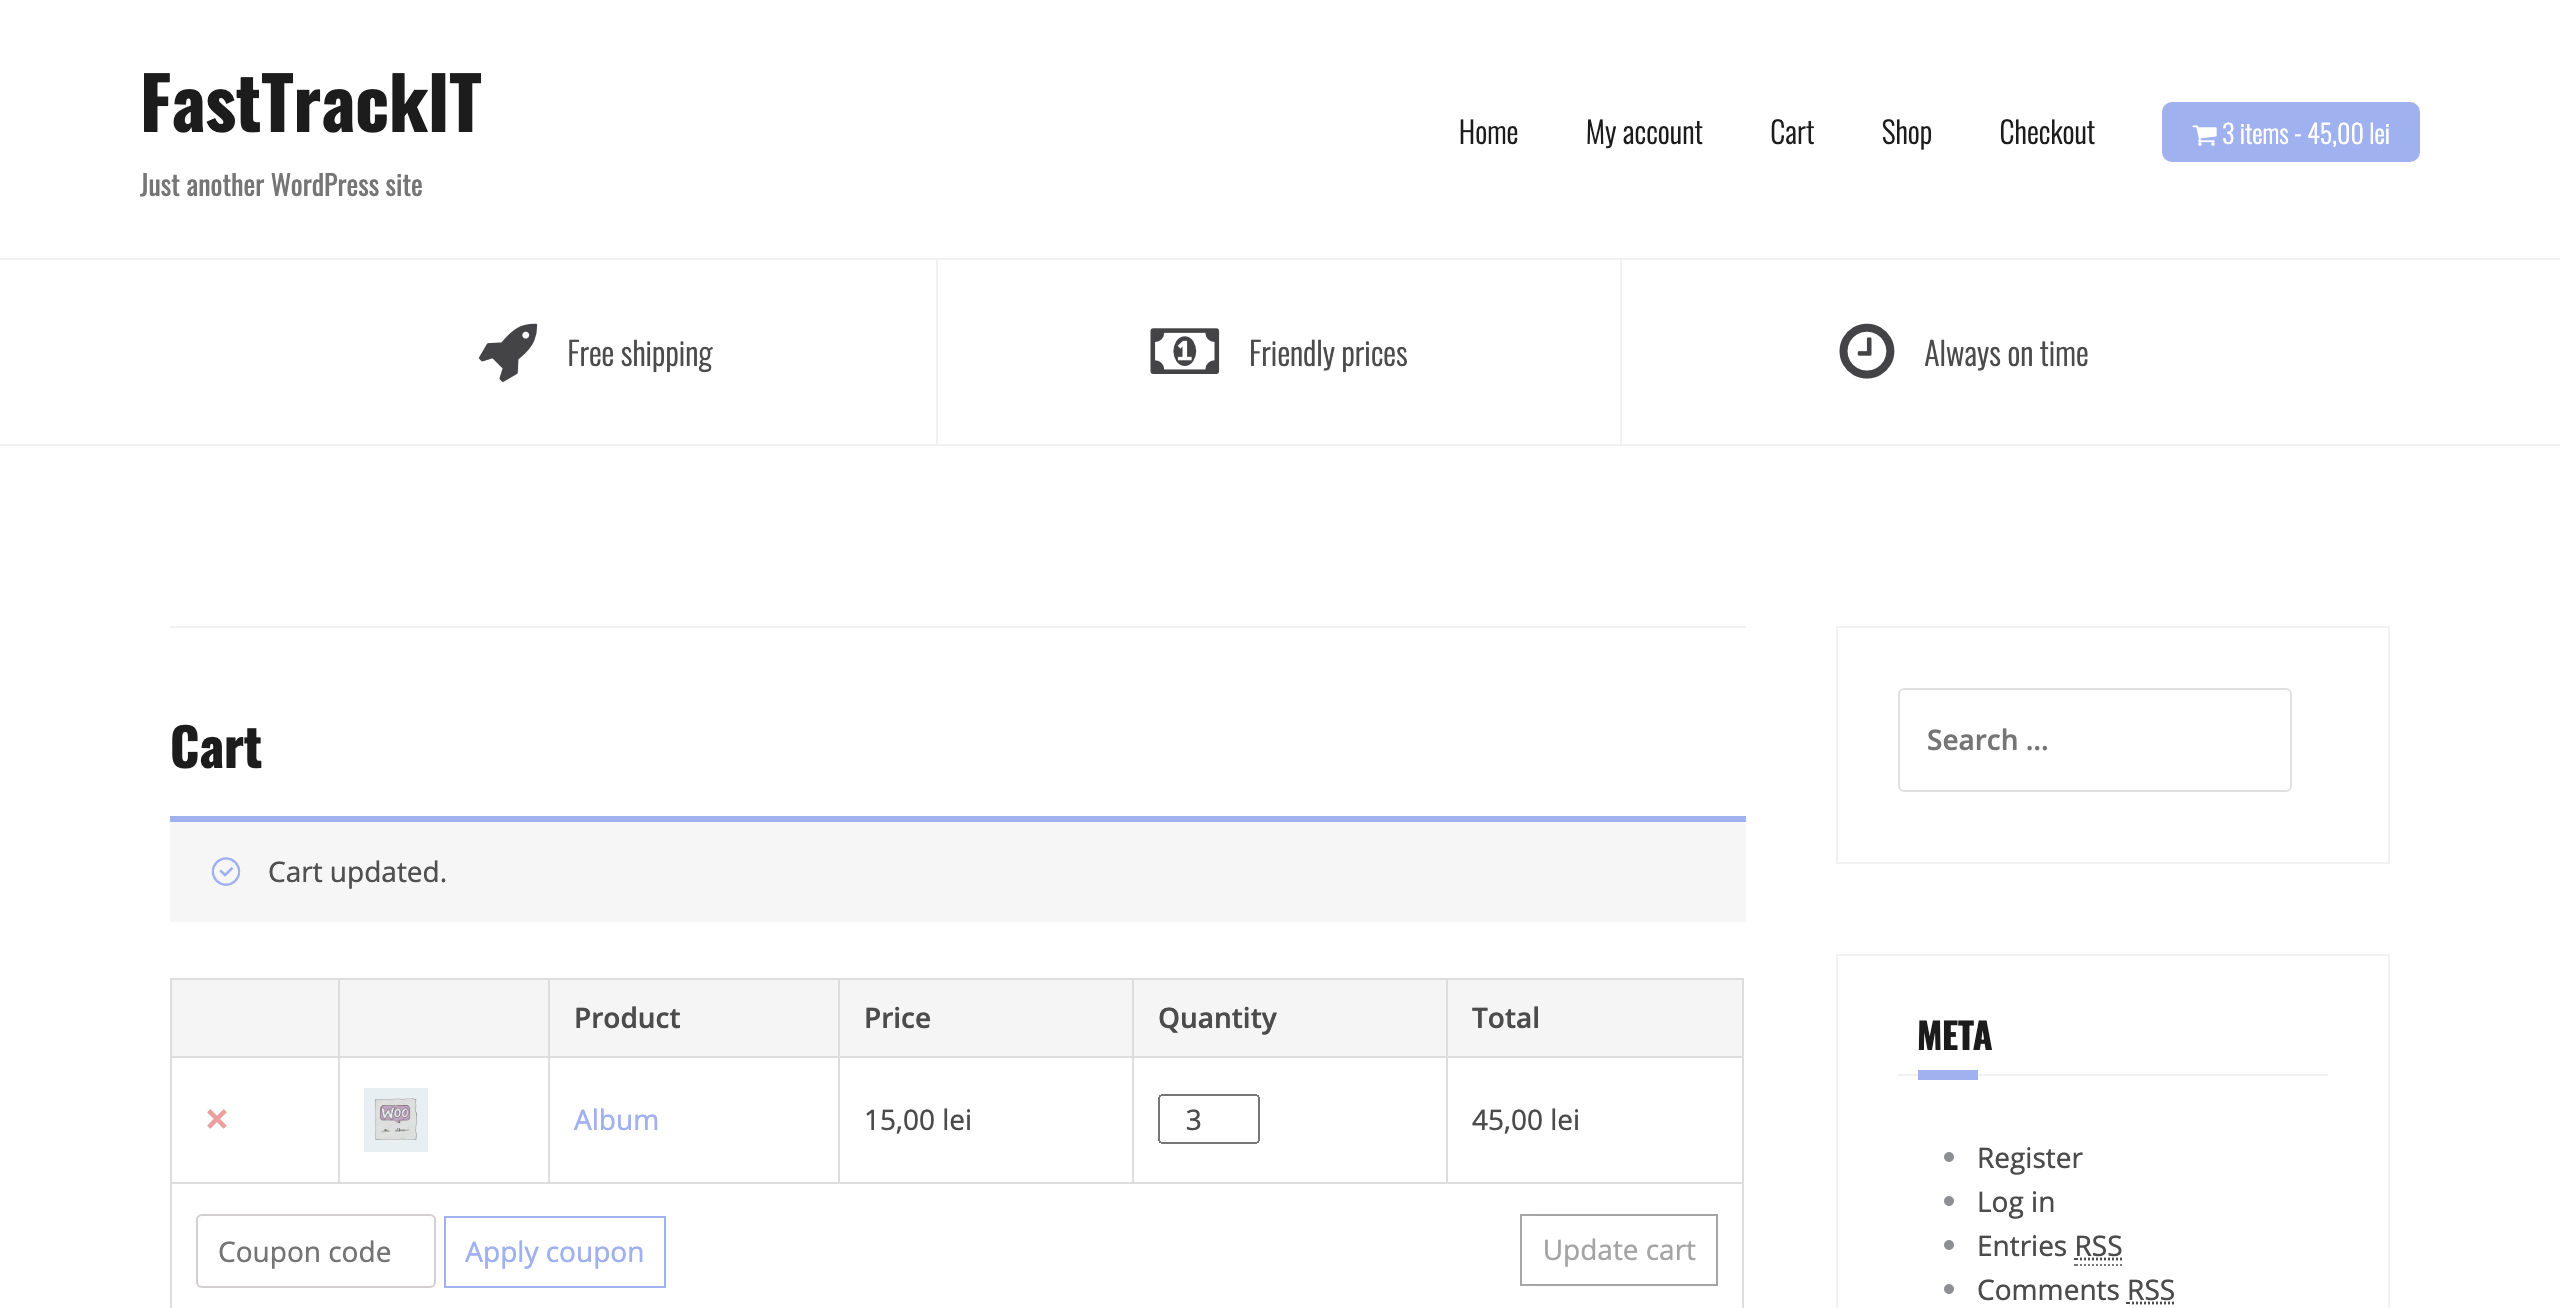 FastTrackIT
Just another WordPress site
Home My account Cart Shop Checkout 3 items - 45,00 lei
Free shipping Friendly prices Always on time
Cart
Cart updated.
Product Price Quantity Total
WOO
Album 15,00 lei 3 45,00 lei
Coupon code Apply coupon Update cart
Search ...
META
Register
Log in
Entries RSS
Comments RSS